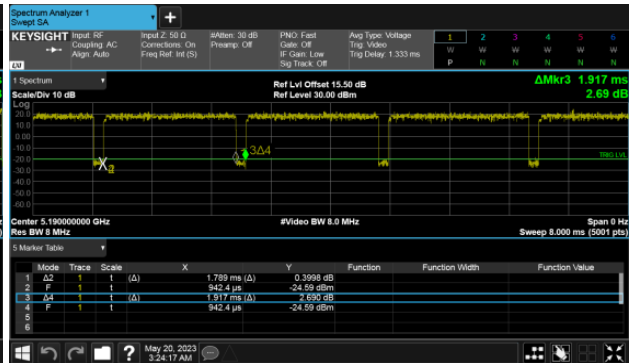 Spectrum Analyzer 1
Swept SA
+
KEYSIGHT Input: RF Input Z: 50 Ω #Atten: 30 dB PNO: Fast Avg Type: Voltage 1 2 3 4 5 6
Coupling: AC Corrections: On Preamp: Off Gate: Off Trig: Video W W W W W W
Align: Auto Freq Ref: Int (S) IF Gain: Low Trig Delay: 1.333 ms P N N N N N
LXI Sig Track: Off
1 Spectrum Ref Lvl Offset 15.50 dB ΔMkr3 1.917 ms
Scale/Div 10 dB Ref Level 30.00 dBm 2.69 dB
Log
20.0
10.0
0.00
-10.0
3Δ4
-20.0 TRIG LVL
X2
-30.0
-40.0
-50.0
-60.0
Center 5.190000000 GHz #Video BW 8.0 MHz Span 0 Hz
Res BW 8 MHz Sweep 8.000 ms (5001 pts)
5 Marker Table
Mode Trace Scale X Y Function Function Width Function Value
1 Δ2 1 t (Δ) 1.789 ms (Δ) 0.3998 dB
2 F 1 t 942.4 µs -24.59 dBm
3 Δ4 1 t (Δ) 1.917 ms (Δ) 2.690 dB
4 F 1 t 942.4 µs -24.59 dBm
5
6
? May 20, 2023
3:24:17 AM